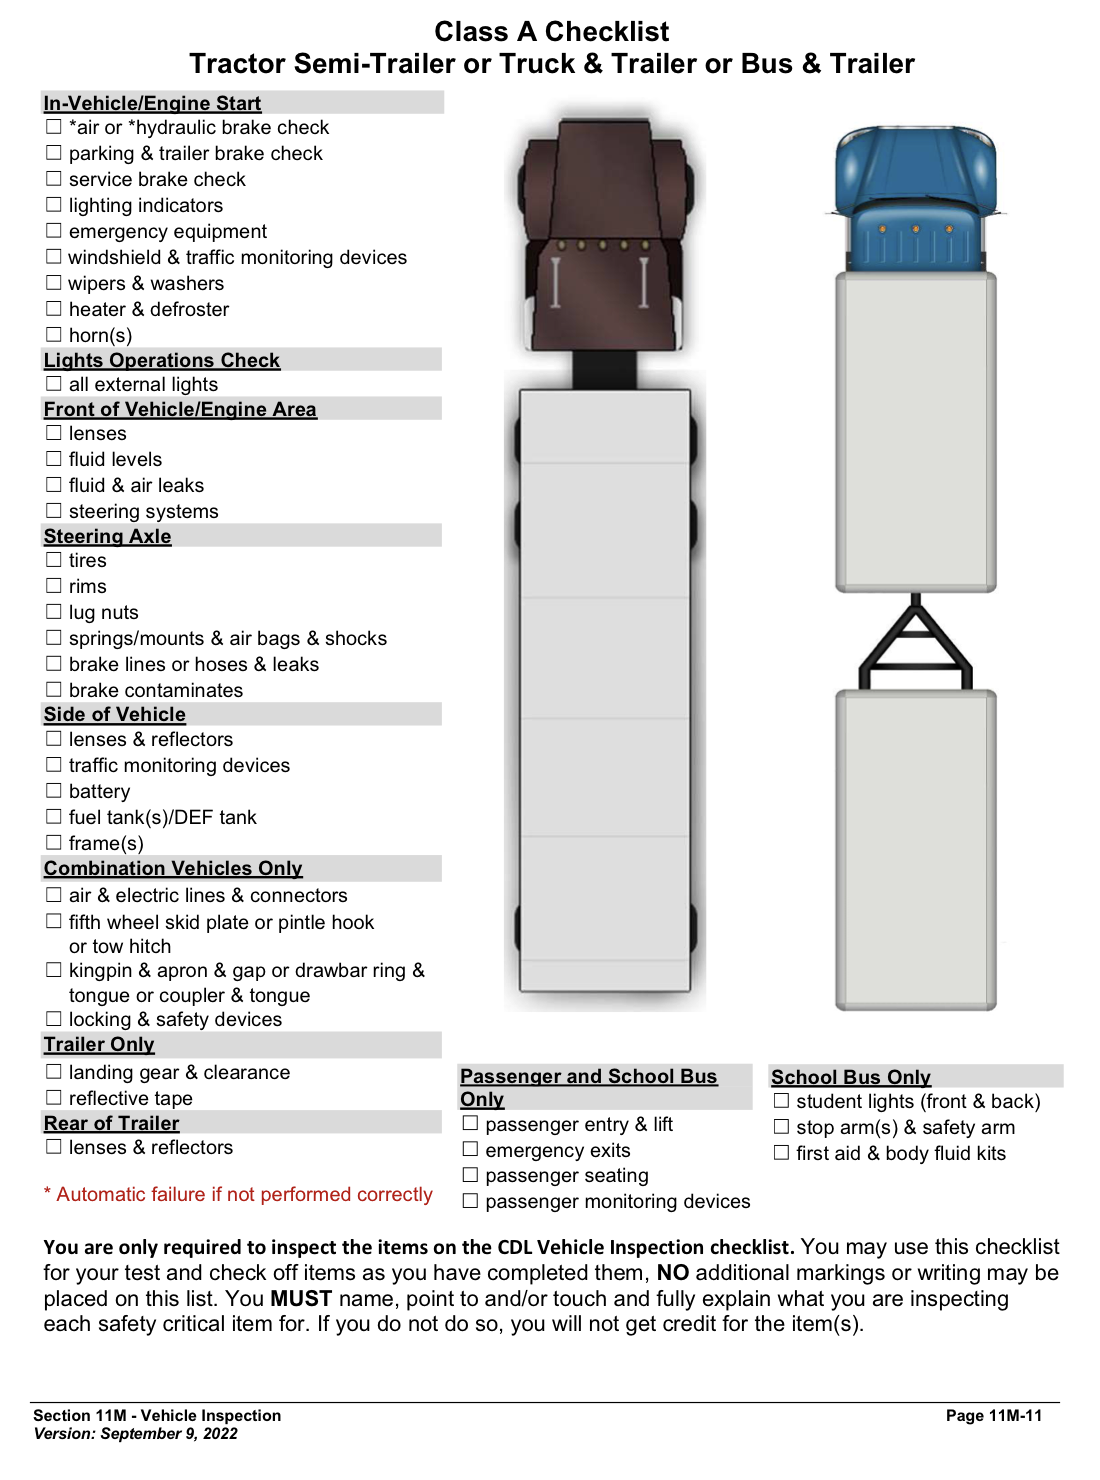 Class A Checklist
Tractor Semi-Trailer or Truck & Trailer or Bus & Trailer
In-Vehicle/Engine Start
☐ *air or *hydraulic brake check
☐ parking & trailer brake check
☐ service brake check
☐ lighting indicators
☐ emergency equipment
☐ windshield & traffic monitoring devices
☐ wipers & washers
☐ heater & defroster
☐ horn(s)
Lights Operations Check
☐ all external lights
Front of Vehicle/Engine Area
☐ lenses
☐ fluid levels
☐ fluid & air leaks
☐ steering systems
Steering Axle
☐ tires
☐ rims
☐ lug nuts
☐ springs/mounts & air bags & shocks
☐ brake lines or hoses & leaks
☐ brake contaminates
Side of Vehicle
☐ lenses & reflectors
☐ traffic monitoring devices
☐ battery
☐ fuel tank(s)/DEF tank
☐ frame(s)
Combination Vehicles Only
☐ air & electric lines & connectors
☐ fifth wheel skid plate or pintle hook
or tow hitch
☐ kingpin & apron & gap or drawbar ring &
tongue or coupler & tongue
☐ locking & safety devices
Trailer Only
☐ landing gear & clearance
☐ reflective tape
Rear of Trailer
☐ lenses & reflectors
* Automatic failure if not performed correctly
Passenger and School Bus
Only
☐ passenger entry & lift
☐ emergency exits
☐ passenger seating
☐ passenger monitoring devices
School Bus Only
☐ student lights (front & back)
☐ stop arm(s) & safety arm
☐ first aid & body fluid kits
You are only required to inspect the items on the CDL Vehicle Inspection checklist. You may use this checklist
for your test and check off items as you have completed them, NO additional markings or writing may be
placed on this list. You MUST name, point to and/or touch and fully explain what you are inspecting
each safety critical item for. If you do not do so, you will not get credit for the item(s).
Section 11M - Vehicle Inspection
Version: September 9, 2022
Page 11M-11